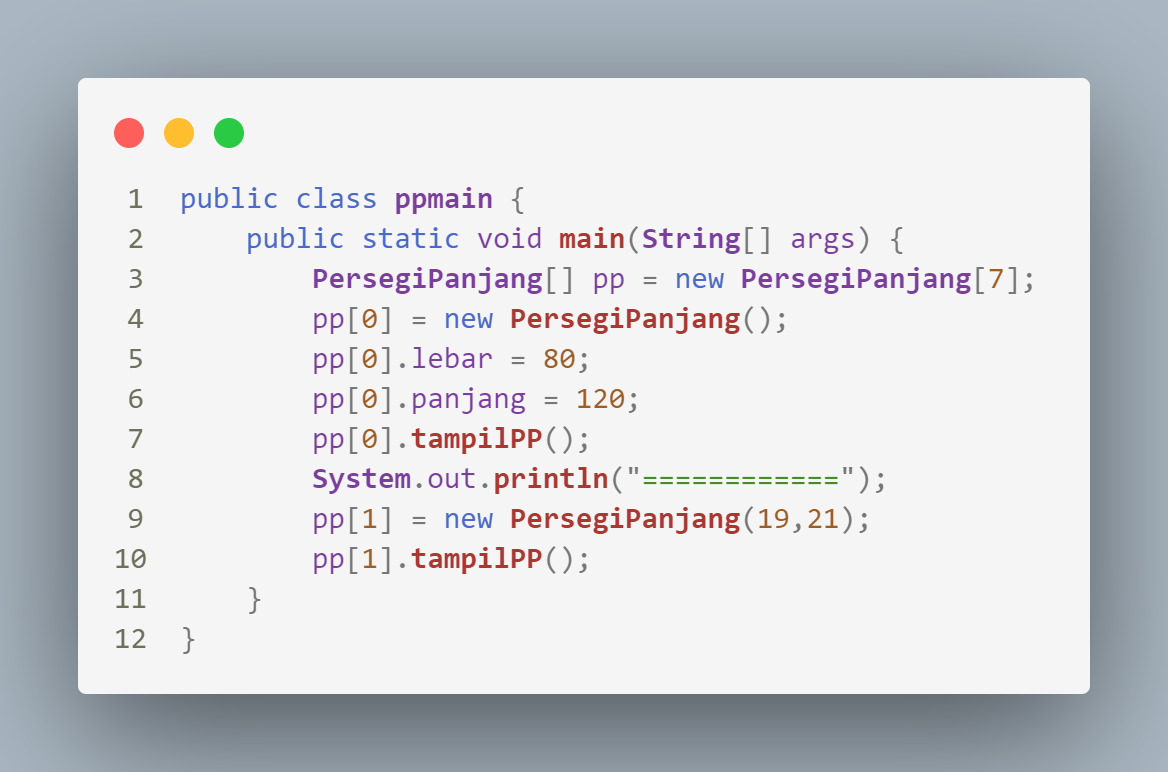 1 public class ppmain {
2     public static void main(String[] args) {
3         PersegiPanjang[] pp = new PersegiPanjang[7];
4         pp[0] = new PersegiPanjang();
5         pp[0].lebar = 80;
6         pp[0].panjang = 120;
7         pp[0].tampilPP();
8         System.out.println("============");
9         pp[1] = new PersegiPanjang(19,21);
10         pp[1].tampilPP();
11     }
12 }